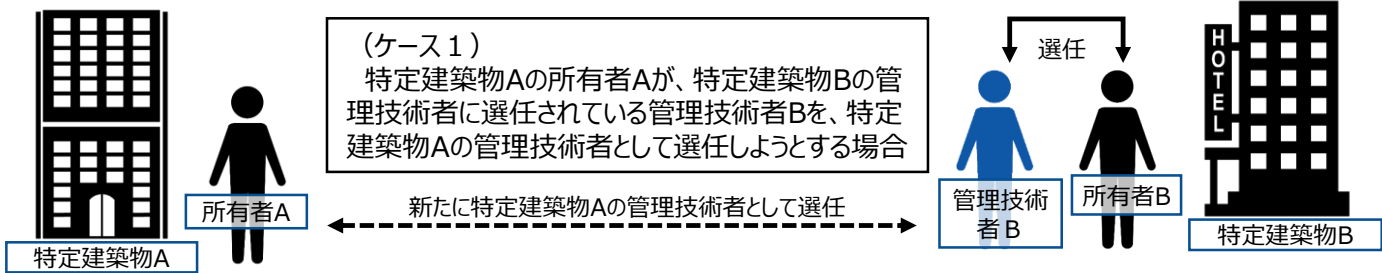 （ケース１）
特定建築物Aの所有者Aが、特定建築物Bの管
理技術者に選任されている管理技術者Bを、特定
建築物Aの管理技術者として選任しようとする場合
選任
HOTEL
所有者A
新たに特定建築物Aの管理技術者として選任
管理技術
者Ｂ
所有者B
特定建築物A
特定建築物B